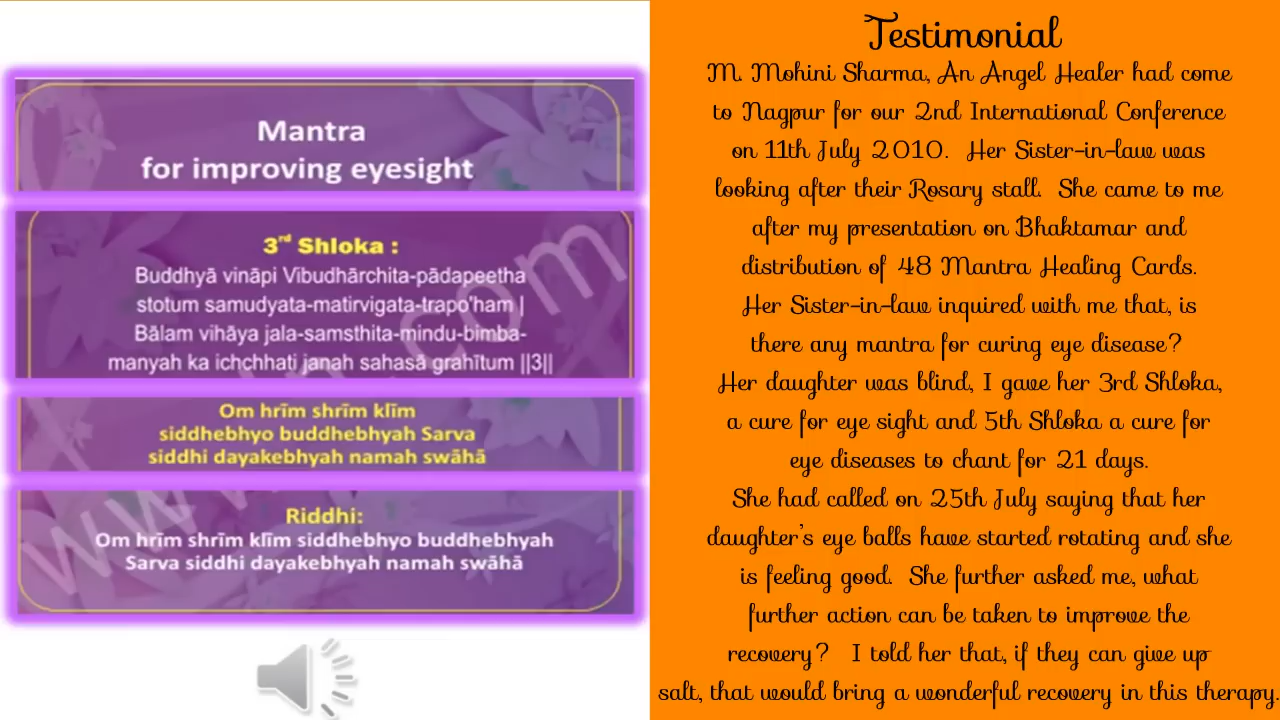 Mantra
for improving eyesight
3rd Shloka :
Buddhyā vināpi Vibudhārchita-pādapeetha
stotum samudyata-matirvigata-trapo'ham |
Bālam vihāya jala-samsthita-mindu-bimba-
manyah ka ichchhati janah sahasā grahītum ||3||
Om hrīm shrīm klīm
siddhebhyo buddhebhyah Sarva
siddhi dayakebhyah namah swāhā
Riddhi:
Om hrīm shrīm klīm siddhebhyo buddhebhyah
Sarva siddhi dayakebhyah namah swāhā
Testimonial
M. Mohini Sharma, An Angel Healer had come
to Nagpur for our 2nd International Conference
on 11th July 2010. Her Sister-in-law was
looking after their Rosary stall. She came to me
after my presentation on Bhaktamar and
distribution of 48 Mantra Healing Cards.
Her Sister-in-law inquired with me that, is
there any mantra for curing eye disease?
Her daughter was blind, I gave her 3rd Shloka,
a cure for eye sight and 5th Shloka a cure for
eye diseases to chant for 21 days.
She had called on 25th July saying that her
daughter's eye balls have started rotating and she
is feeling good. She further asked me, what
further action can be taken to improve the
recovery? I told her that, if they can give up
salt, that would bring a wonderful recovery in this therapy.